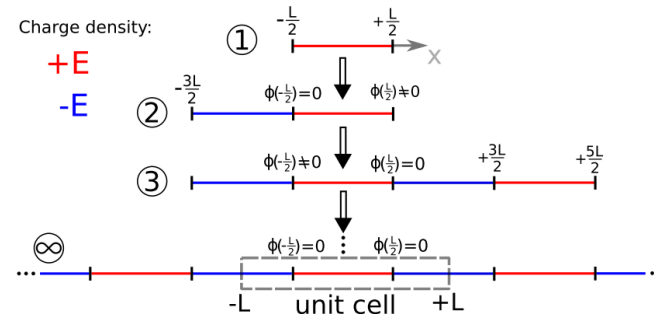 Charge density:
+E
-E
① -L/2 +L/2 x
② -3L/2 ϕ(-L/2)=0 ϕ(L/2)≠0
③ ϕ(-L/2)≠0 ϕ(L/2)=0 +3L/2 +5L/2
∞ ϕ(-L/2)=0 ⋮ ϕ(L/2)=0
... .
-L unit cell +L